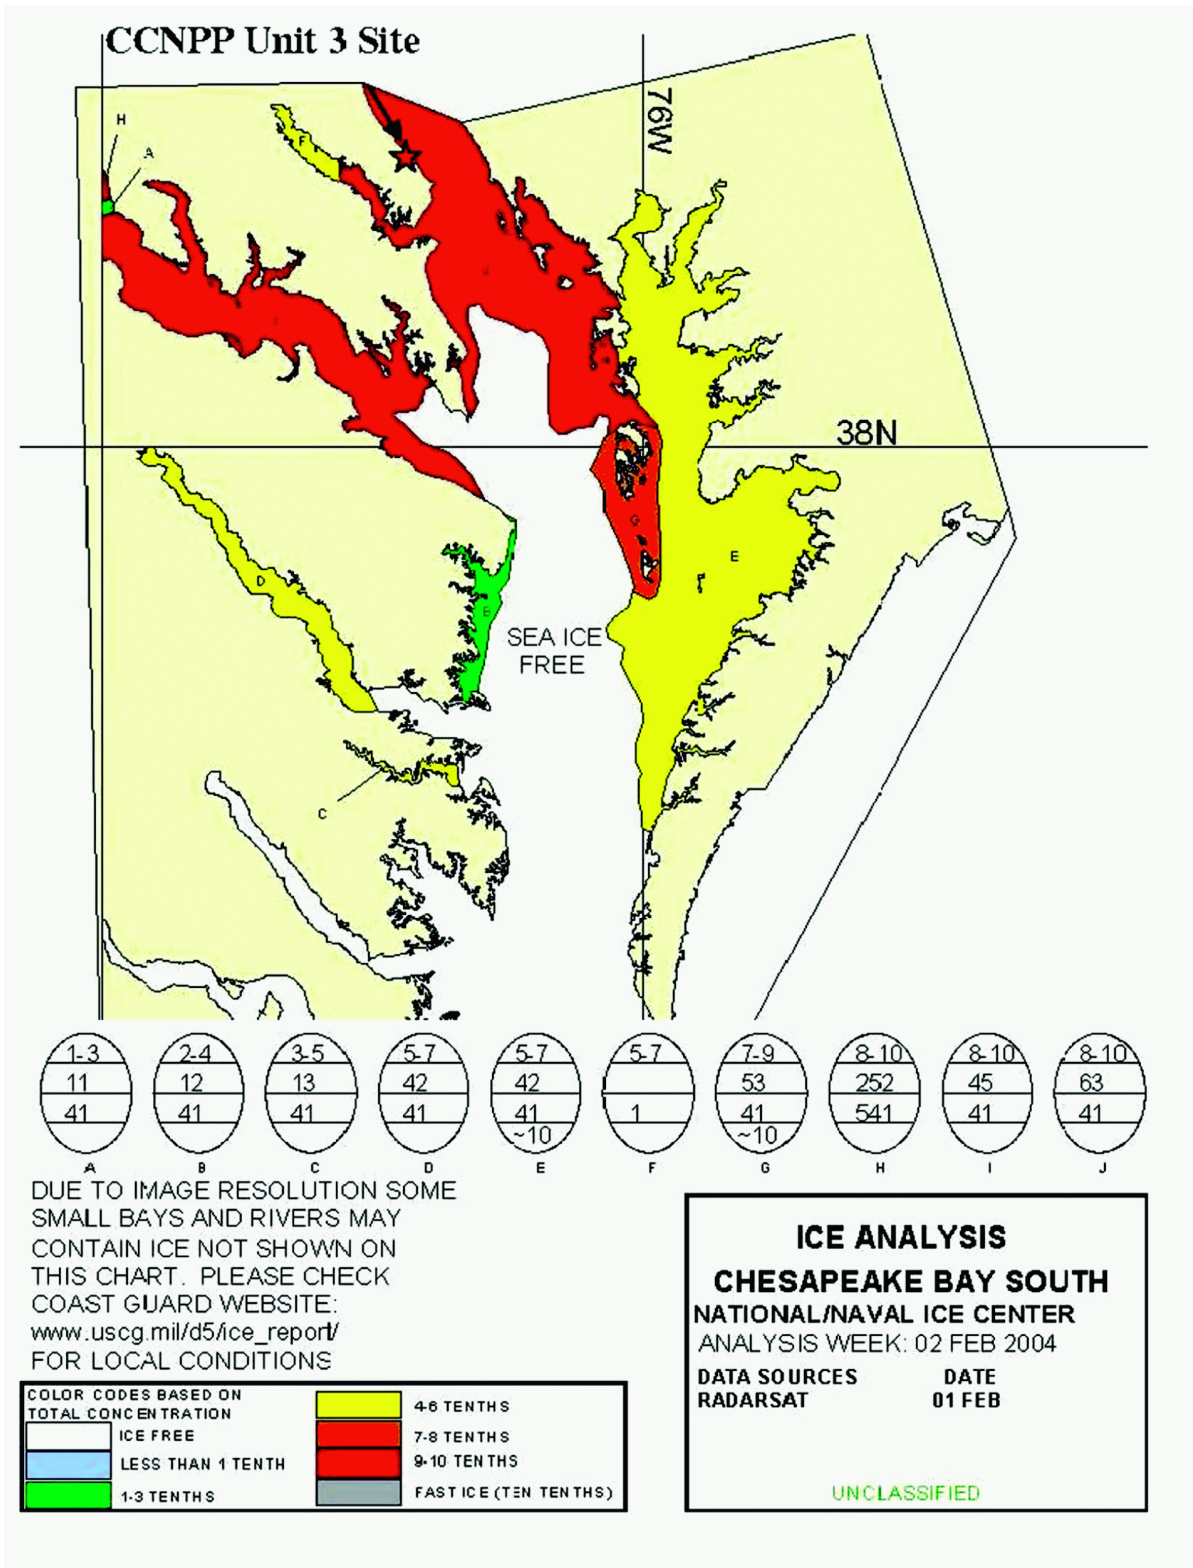 CCNPP Unit 3 Site
76W
H
A
F
J
I
38N
G
E
D
B
SEA ICE
FREE
C
1-3 2-4 3-5 5-7 5-7 5-7 7-9 8-10 8-10 8-10
11 12 13 42 42 53 252 45 63
41 41 41 41 41 1 41 541 41 41
~10 ~10
A B C D E F G H I J
DUE TO IMAGE RESOLUTION SOME
SMALL BAYS AND RIVERS MAY
CONTAIN ICE NOT SHOWN ON
THIS CHART. PLEASE CHECK
COAST GUARD WEBSITE:
www.uscg.mil/d5/ice_report/
FOR LOCAL CONDITIONS
ICE ANALYSIS
CHESAPEAKE BAY SOUTH
NATIONAL/NAVAL ICE CENTER
ANALYSIS WEEK: 02 FEB 2004
DATA SOURCES DATE
RADARSAT 01 FEB
UNCLASSIFIED
COLOR CODES BASED ON
TOTAL CONCENTRATION
ICE FREE
LESS THAN 1 TENTH
1-3 TENTHS
4-6 TENTHS
7-8 TENTHS
9-10 TENTHS
FAST ICE (TEN TENTHS)